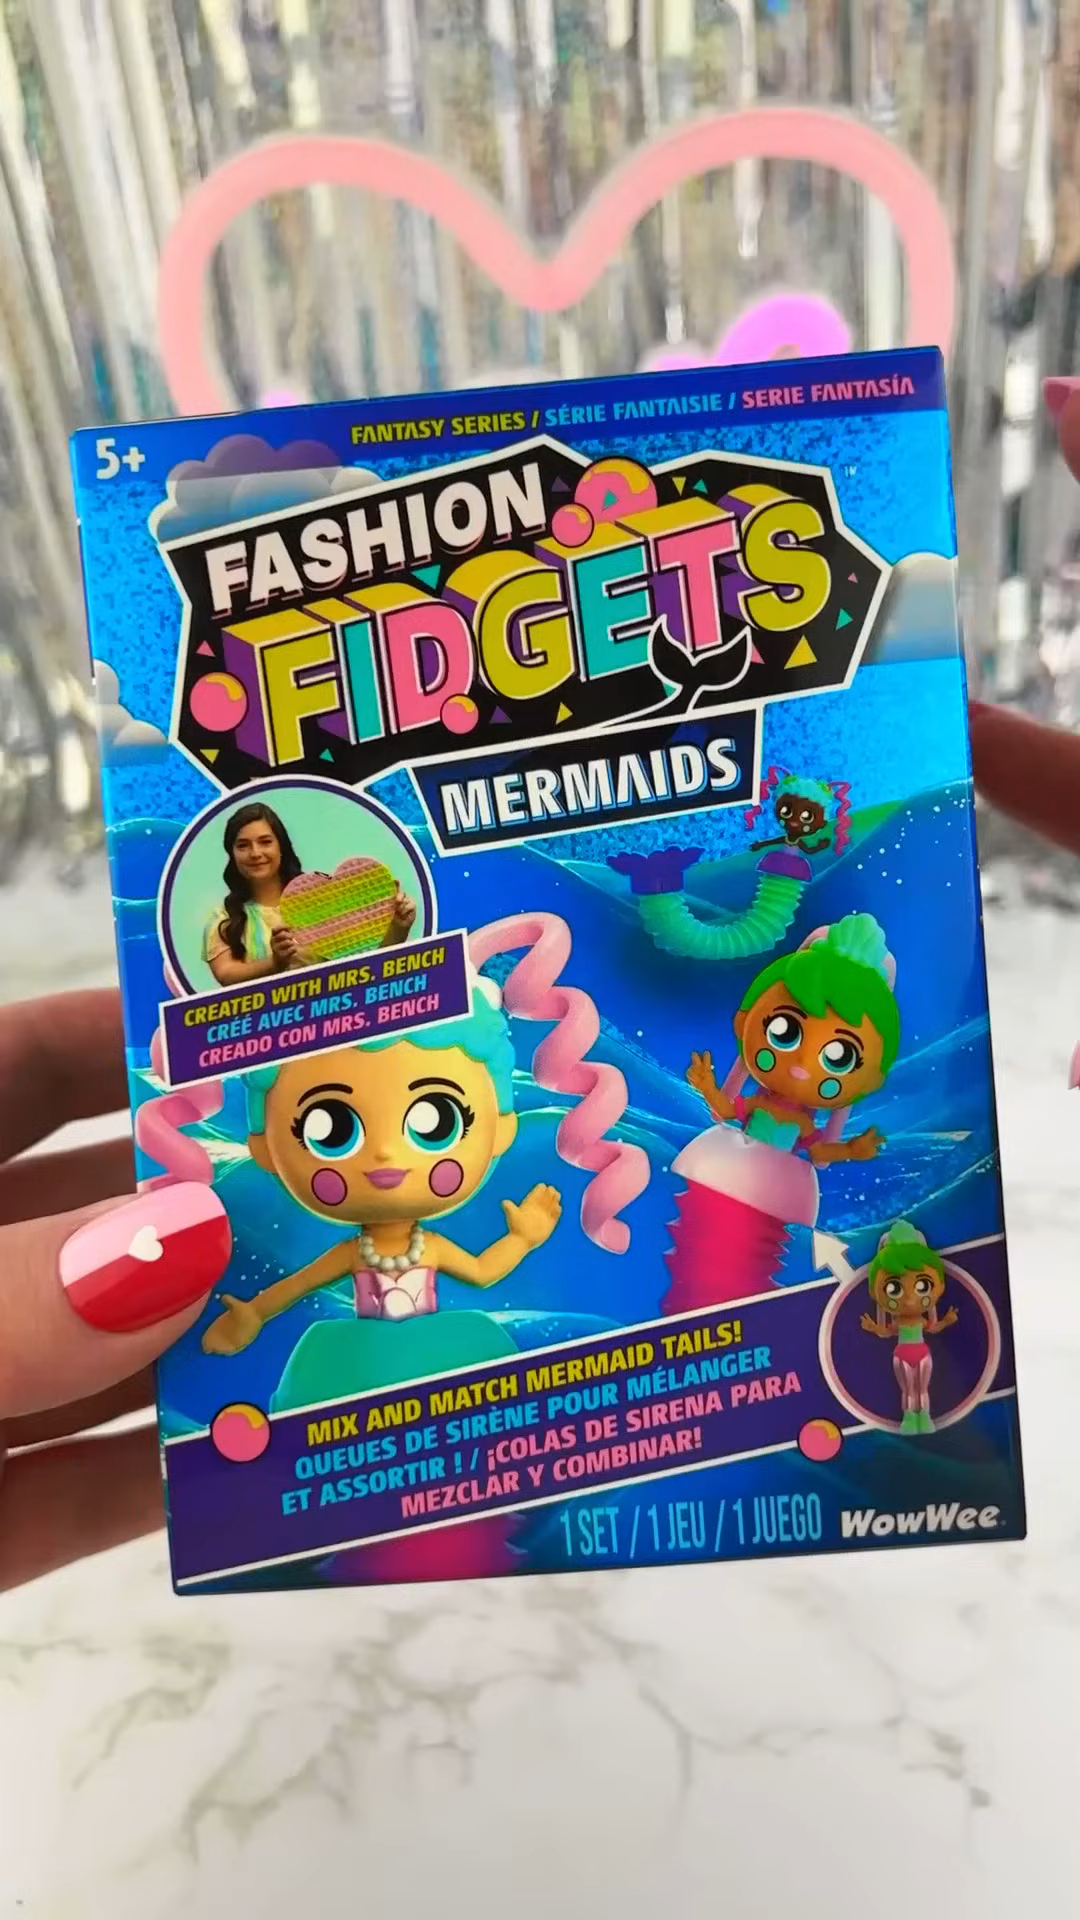 FANTASY SERIES / SÉRIE FANTAISIE / SERIE FANTASÍA
5+
FASHION
FIDGETS
TM
MERMAIDS
CREATED WITH MRS. BENCH
CRÉÉ AVEC MRS. BENCH
CREADO CON MRS. BENCH
MIX AND MATCH MERMAID TAILS!
QUEUES DE SIRÈNE POUR MÉLANGER
ET ASSORTIR ! / ¡COLAS DE SIRENA PARA
MEZCLAR Y COMBINAR!
1 SET / 1 JEU / 1 JUEGO WowWee